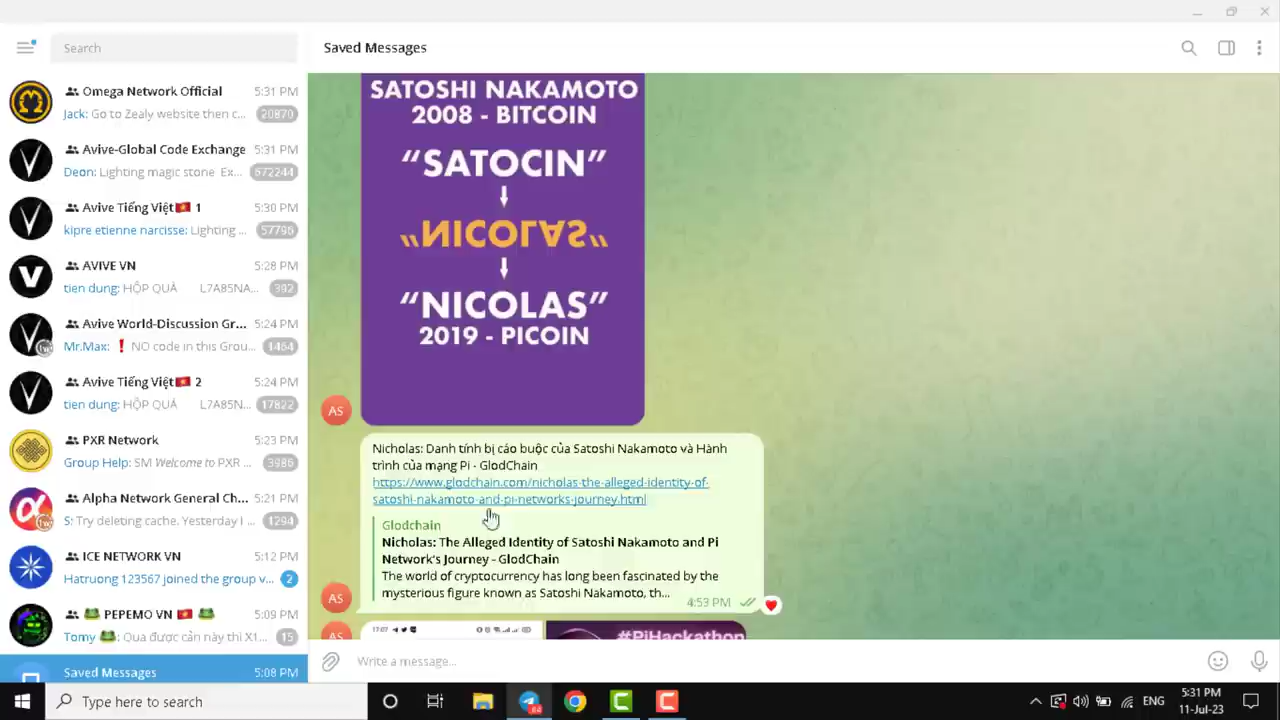 Search
Saved Messages
Omega Network Official 5:31 PM
Jack: Go to Zealy website then c... 20870
Avive-Global Code Exchange 5:31 PM
Deon: Lighting magic stone Ex... 672244
Avive Tiếng Việt🇻🇳 1 5:30 PM
kipre etienne narcisse: Lighting ... 57796
AVIVE VN 5:28 PM
tien dung: HỘP QUÀ L7A85NA... 392
Avive World-Discussion Gr... 5:24 PM
Mr.Max: ❗ NO code in this Grou... 1464
Avive Tiếng Việt🇻🇳 2 5:24 PM
tien dung: HỘP QUÀ L7A85N... 17822
PXR Network 5:23 PM
Group Help: SM Welcome to PXR ... 3986
Alpha Network General Ch... 5:21 PM
S: Try deleting cache. Yesterday I ... 1294
ICE NETWORK VN 5:12 PM
Hatruong 123567 joined the group v... 2
🐸 PEPEMO VN 🇻🇳 🐸 5:09 PM
Tomy 🐸: Qua được cản này thì X1... 15
Saved Messages 5:08 PM
SATOSHI NAKAMOTO
2008 - BITCOIN
"SATOCIN"
"NICOLAS"
"NICOLAS"
2019 - PICOIN
AS
Nicholas: Danh tính bị cáo buộc của Satoshi Nakamoto và Hành
trình của mạng Pi - GlodChain
https://www.glodchain.com/nicholas-the-alleged-identity-of-
satoshi-nakamoto-and-pi-networks-journey.html
Glodchain
Nicholas: The Alleged Identity of Satoshi Nakamoto and Pi
Network's Journey - GlodChain
The world of cryptocurrency has long been fascinated by the
mysterious figure known as Satoshi Nakamoto, th...
4:53 PM
AS
AS
17:07
#PiHackathon
Write a message...
Type here to search
ENG
5:31 PM
11-Jul-23